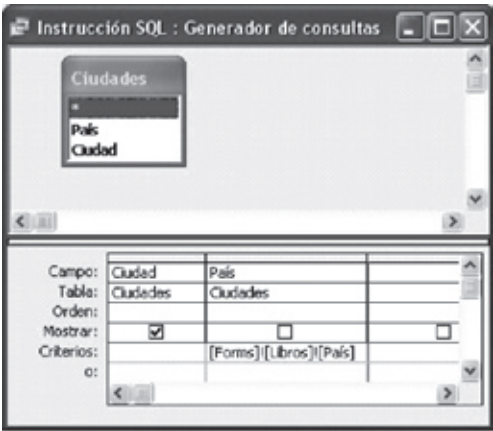 Instrucción SQL : Generador de consultas
Ciudades
*
País
Ciudad
Campo: Ciudad País
Tabla: Ciudades Ciudades
Orden:
Mostrar:
Criterios: [Forms]![Libros]![País]
o: